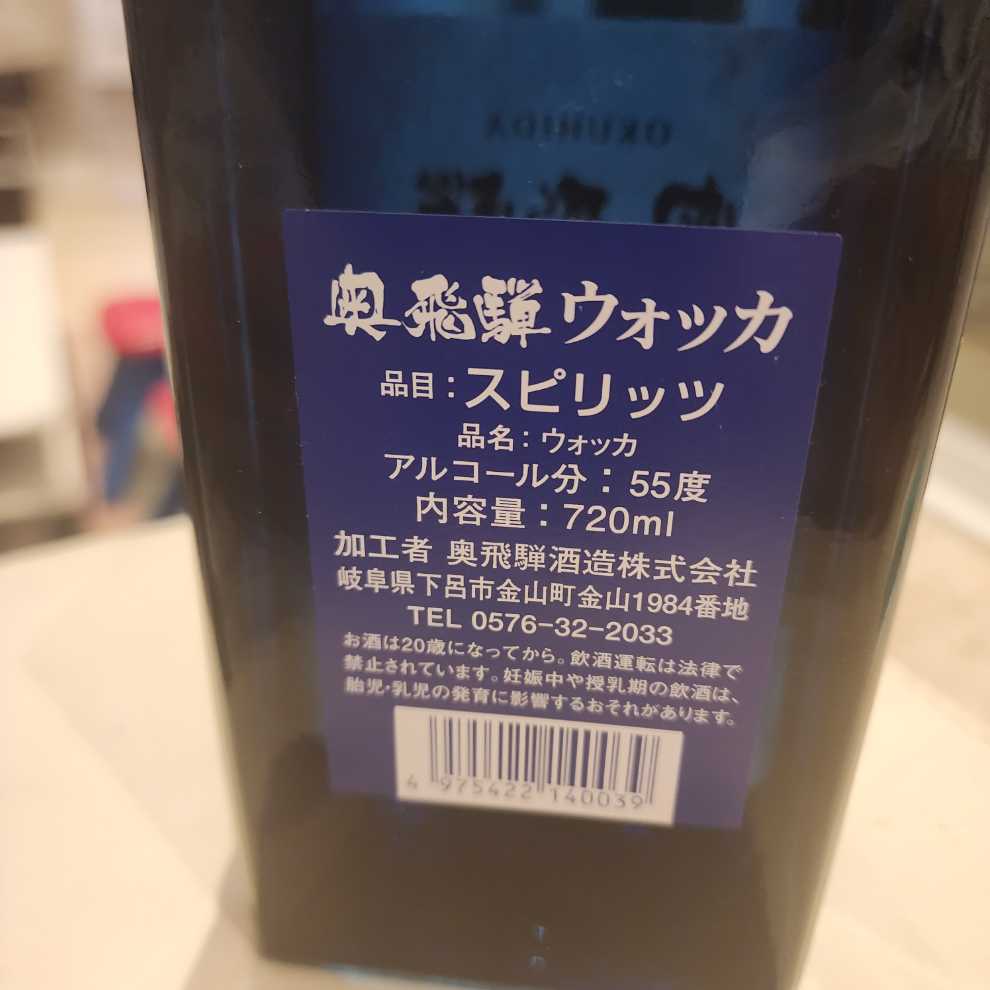 奥飛騨ウォッカ
品目：スピリッツ
品名：ウォッカ
アルコール分：55度
内容量：720ml
加工者 奥飛騨酒造株式会社
岐阜県下呂市金山町金山1984番地
TEL 0576-32-2033
お酒は20歳になってから。飲酒運転は法律で
禁止されています。妊娠中や授乳期の飲酒は、
胎児・乳児の発育に影響するおそれがあります。
4 975422 140039